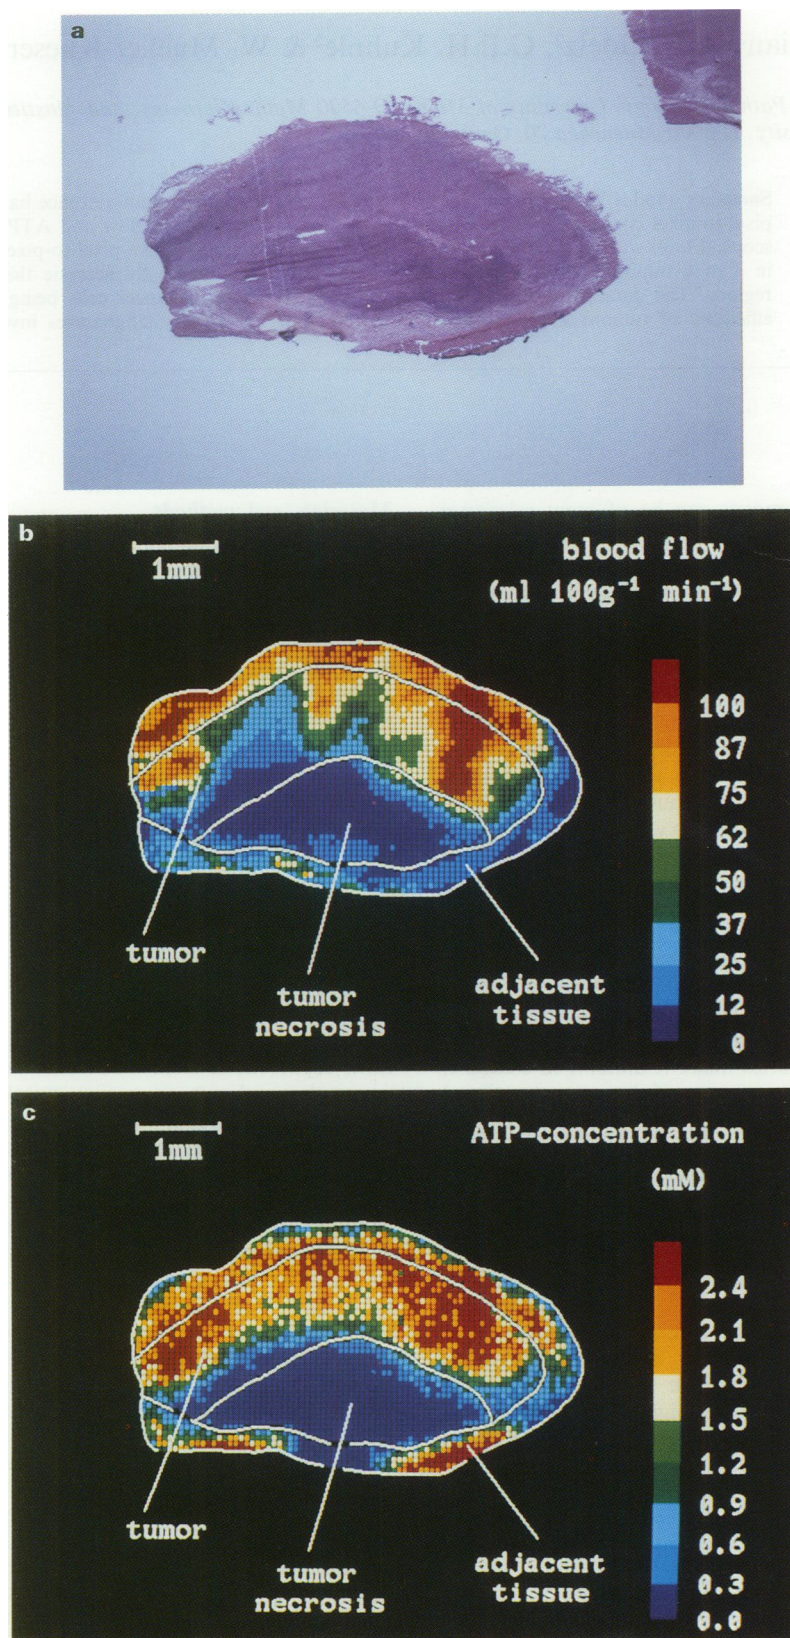 a
b
1mm
blood flow
(ml 100g⁻¹ min⁻¹)
100
87
75
62
50
37
25
12
0
tumor
tumor
necrosis
adjacent
tissue
c
1mm
ATP-concentration
(mM)
2.4
2.1
1.8
1.5
1.2
0.9
0.6
0.3
0.0
tumor
tumor
necrosis
adjacent
tissue